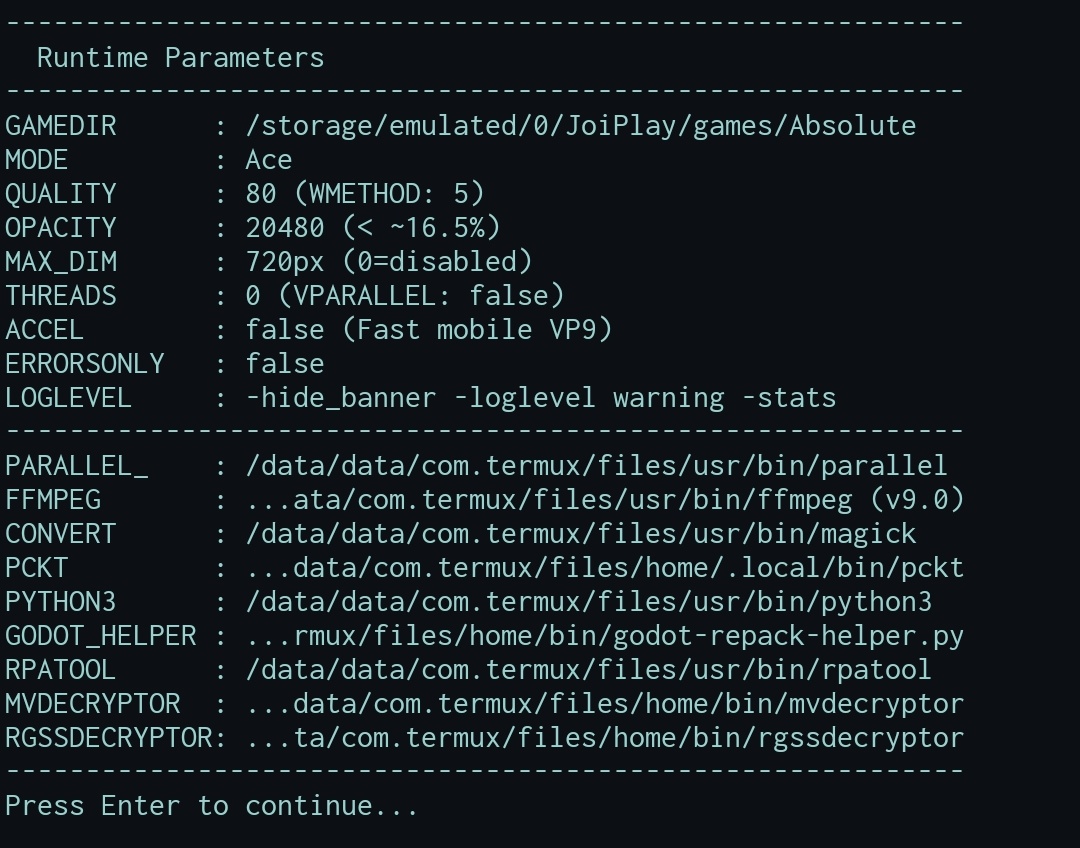 ------------------------------------------------------------
  Runtime Parameters
------------------------------------------------------------
GAMEDIR      : /storage/emulated/0/JoiPlay/games/Absolute
MODE         : Ace
QUALITY      : 80 (WMETHOD: 5)
OPACITY      : 20480 (< ~16.5%)
MAX_DIM      : 720px (0=disabled)
THREADS      : 0 (VPARALLEL: false)
ACCEL        : false (Fast mobile VP9)
ERRORSONLY   : false
LOGLEVEL     : -hide_banner -loglevel warning -stats
------------------------------------------------------------
PARALLEL_    : /data/data/com.termux/files/usr/bin/parallel
FFMPEG       : ...ata/com.termux/files/usr/bin/ffmpeg (v9.0)
CONVERT      : /data/data/com.termux/files/usr/bin/magick
PCKT         : ...data/com.termux/files/home/.local/bin/pckt
PYTHON3      : /data/data/com.termux/files/usr/bin/python3
GODOT_HELPER : ...rmux/files/home/bin/godot-repack-helper.py
RPATOOL      : /data/data/com.termux/files/usr/bin/rpatool
MVDECRYPTOR  : ...data/com.termux/files/home/bin/mvdecryptor
RGSSDECRYPTOR: ...ta/com.termux/files/home/bin/rgssdecryptor
------------------------------------------------------------
Press Enter to continue...